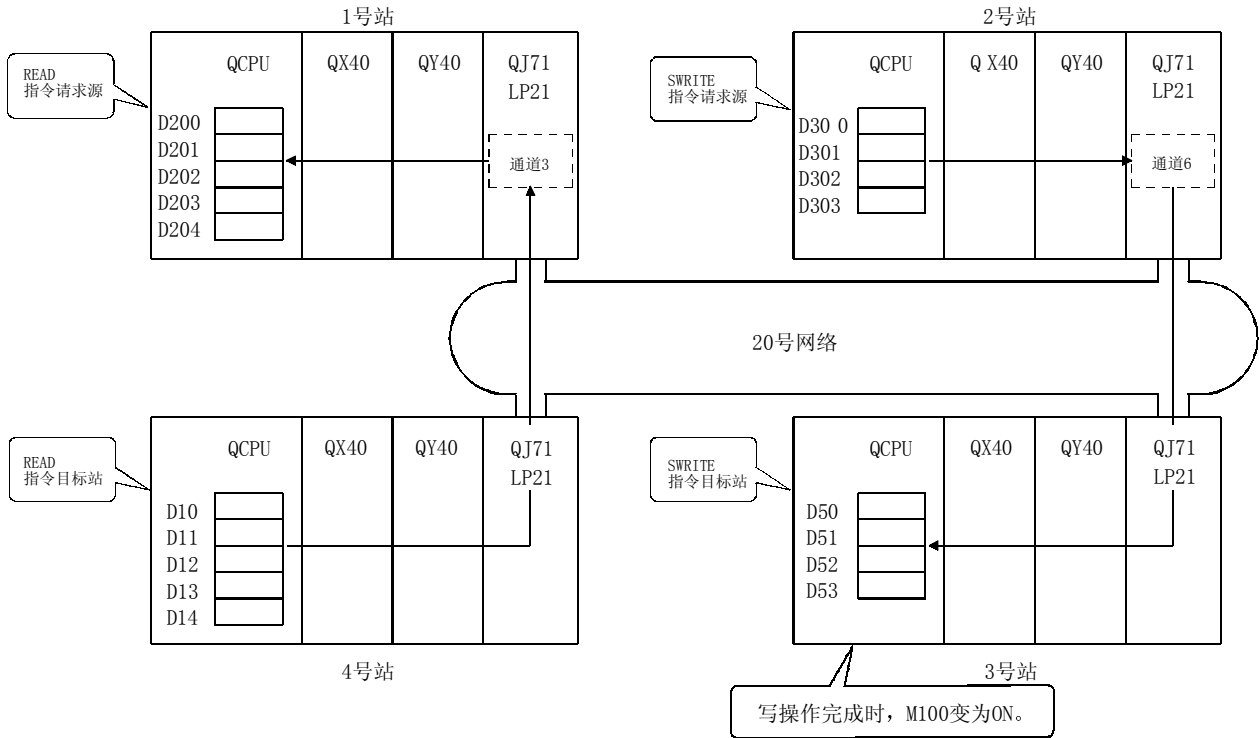 1号站
READ
指令请求源
QCPU
QX40
QY40
QJ71
LP21
D200
D201
D202
D203
D204
通道3
2号站
SWRITE
指令请求源
QCPU
Q X40
QY40
QJ71
LP21
D30 0
D301
D302
D303
通道6
20号网络
READ
指令目标站
QCPU
QX40
QY40
QJ71
LP21
D10
D11
D12
D13
D14
4号站
SWRITE
指令目标站
QCPU
QX40
QY40
QJ71
LP21
D50
D51
D52
D53
3号站
写操作完成时，M100变为ON。